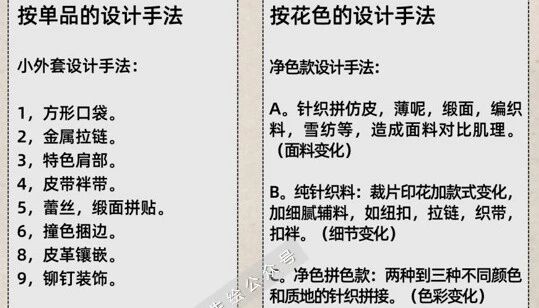 按单品的设计手法
小外套设计手法：
1，方形口袋。
2，金属拉链。
3，特色肩部。
4，皮带袢带。
5，蕾丝，缎面拼贴。
6，撞色捆边。
8，皮革镶嵌。
9，铆钉装饰。
按花色的设计手法
净色款设计手法：
A。针织拼仿皮，薄呢，缎面，编织
料，雪纺等，造成面料对比肌理。
（面料变化）
B。纯针织料：裁片印花加款式变化，
加细腻辅料，如纽扣，拉链，织带，
扣袢。（细节变化）
C。净色拼色款：两种到三种不同颜色
和质地的针织拼接。（色彩变化）
绘公众号